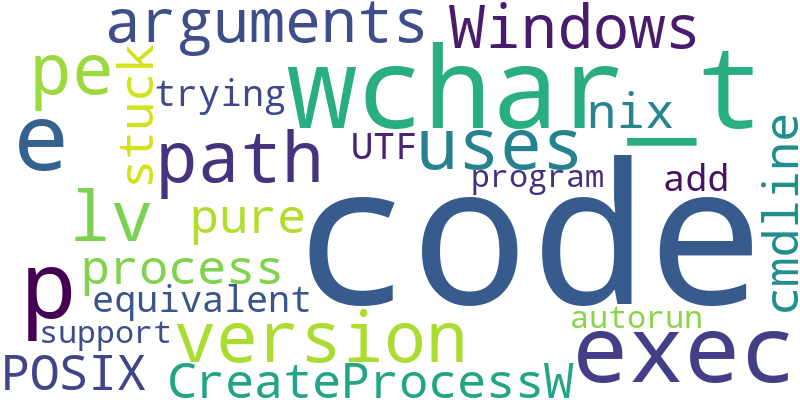 arguments
Windows
pe
stuck
trying
wchar_t
nix
e
path
UTF
uses
program
add
cmdline
code
lv
pure
process
p
equivalent
support
version
autorun
exec
POSIX
CreateProcessW